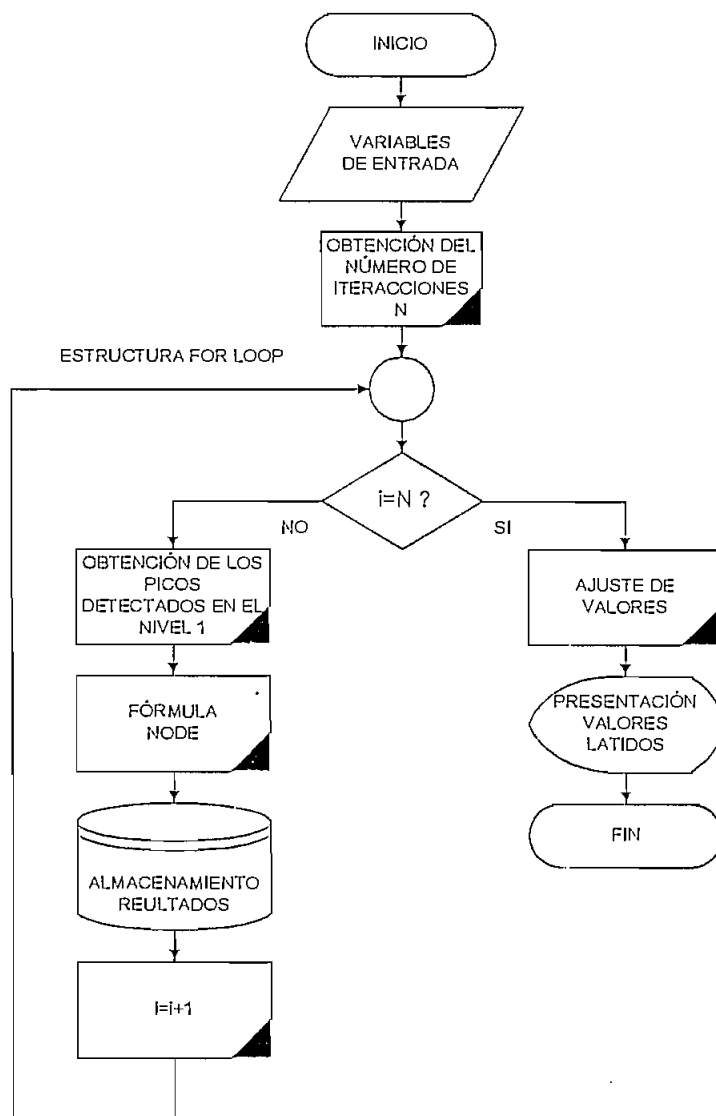 INICIO
VARIABLES
DE ENTRADA
OBTENCIÓN DEL
NÚMERO DE
ITERACCIONES
N
ESTRUCTURA FOR LOOP
i=N ?
NO
SI
OBTENCIÓN DE LOS
PICOS
DETECTADOS EN EL
NIVEL 1
FÓRMULA
NODE
ALMACENAMIENTO
REULTADOS
i=i+1
AJUSTE DE
VALORES
PRESENTACIÓN
VALORES
LATIDOS
FIN